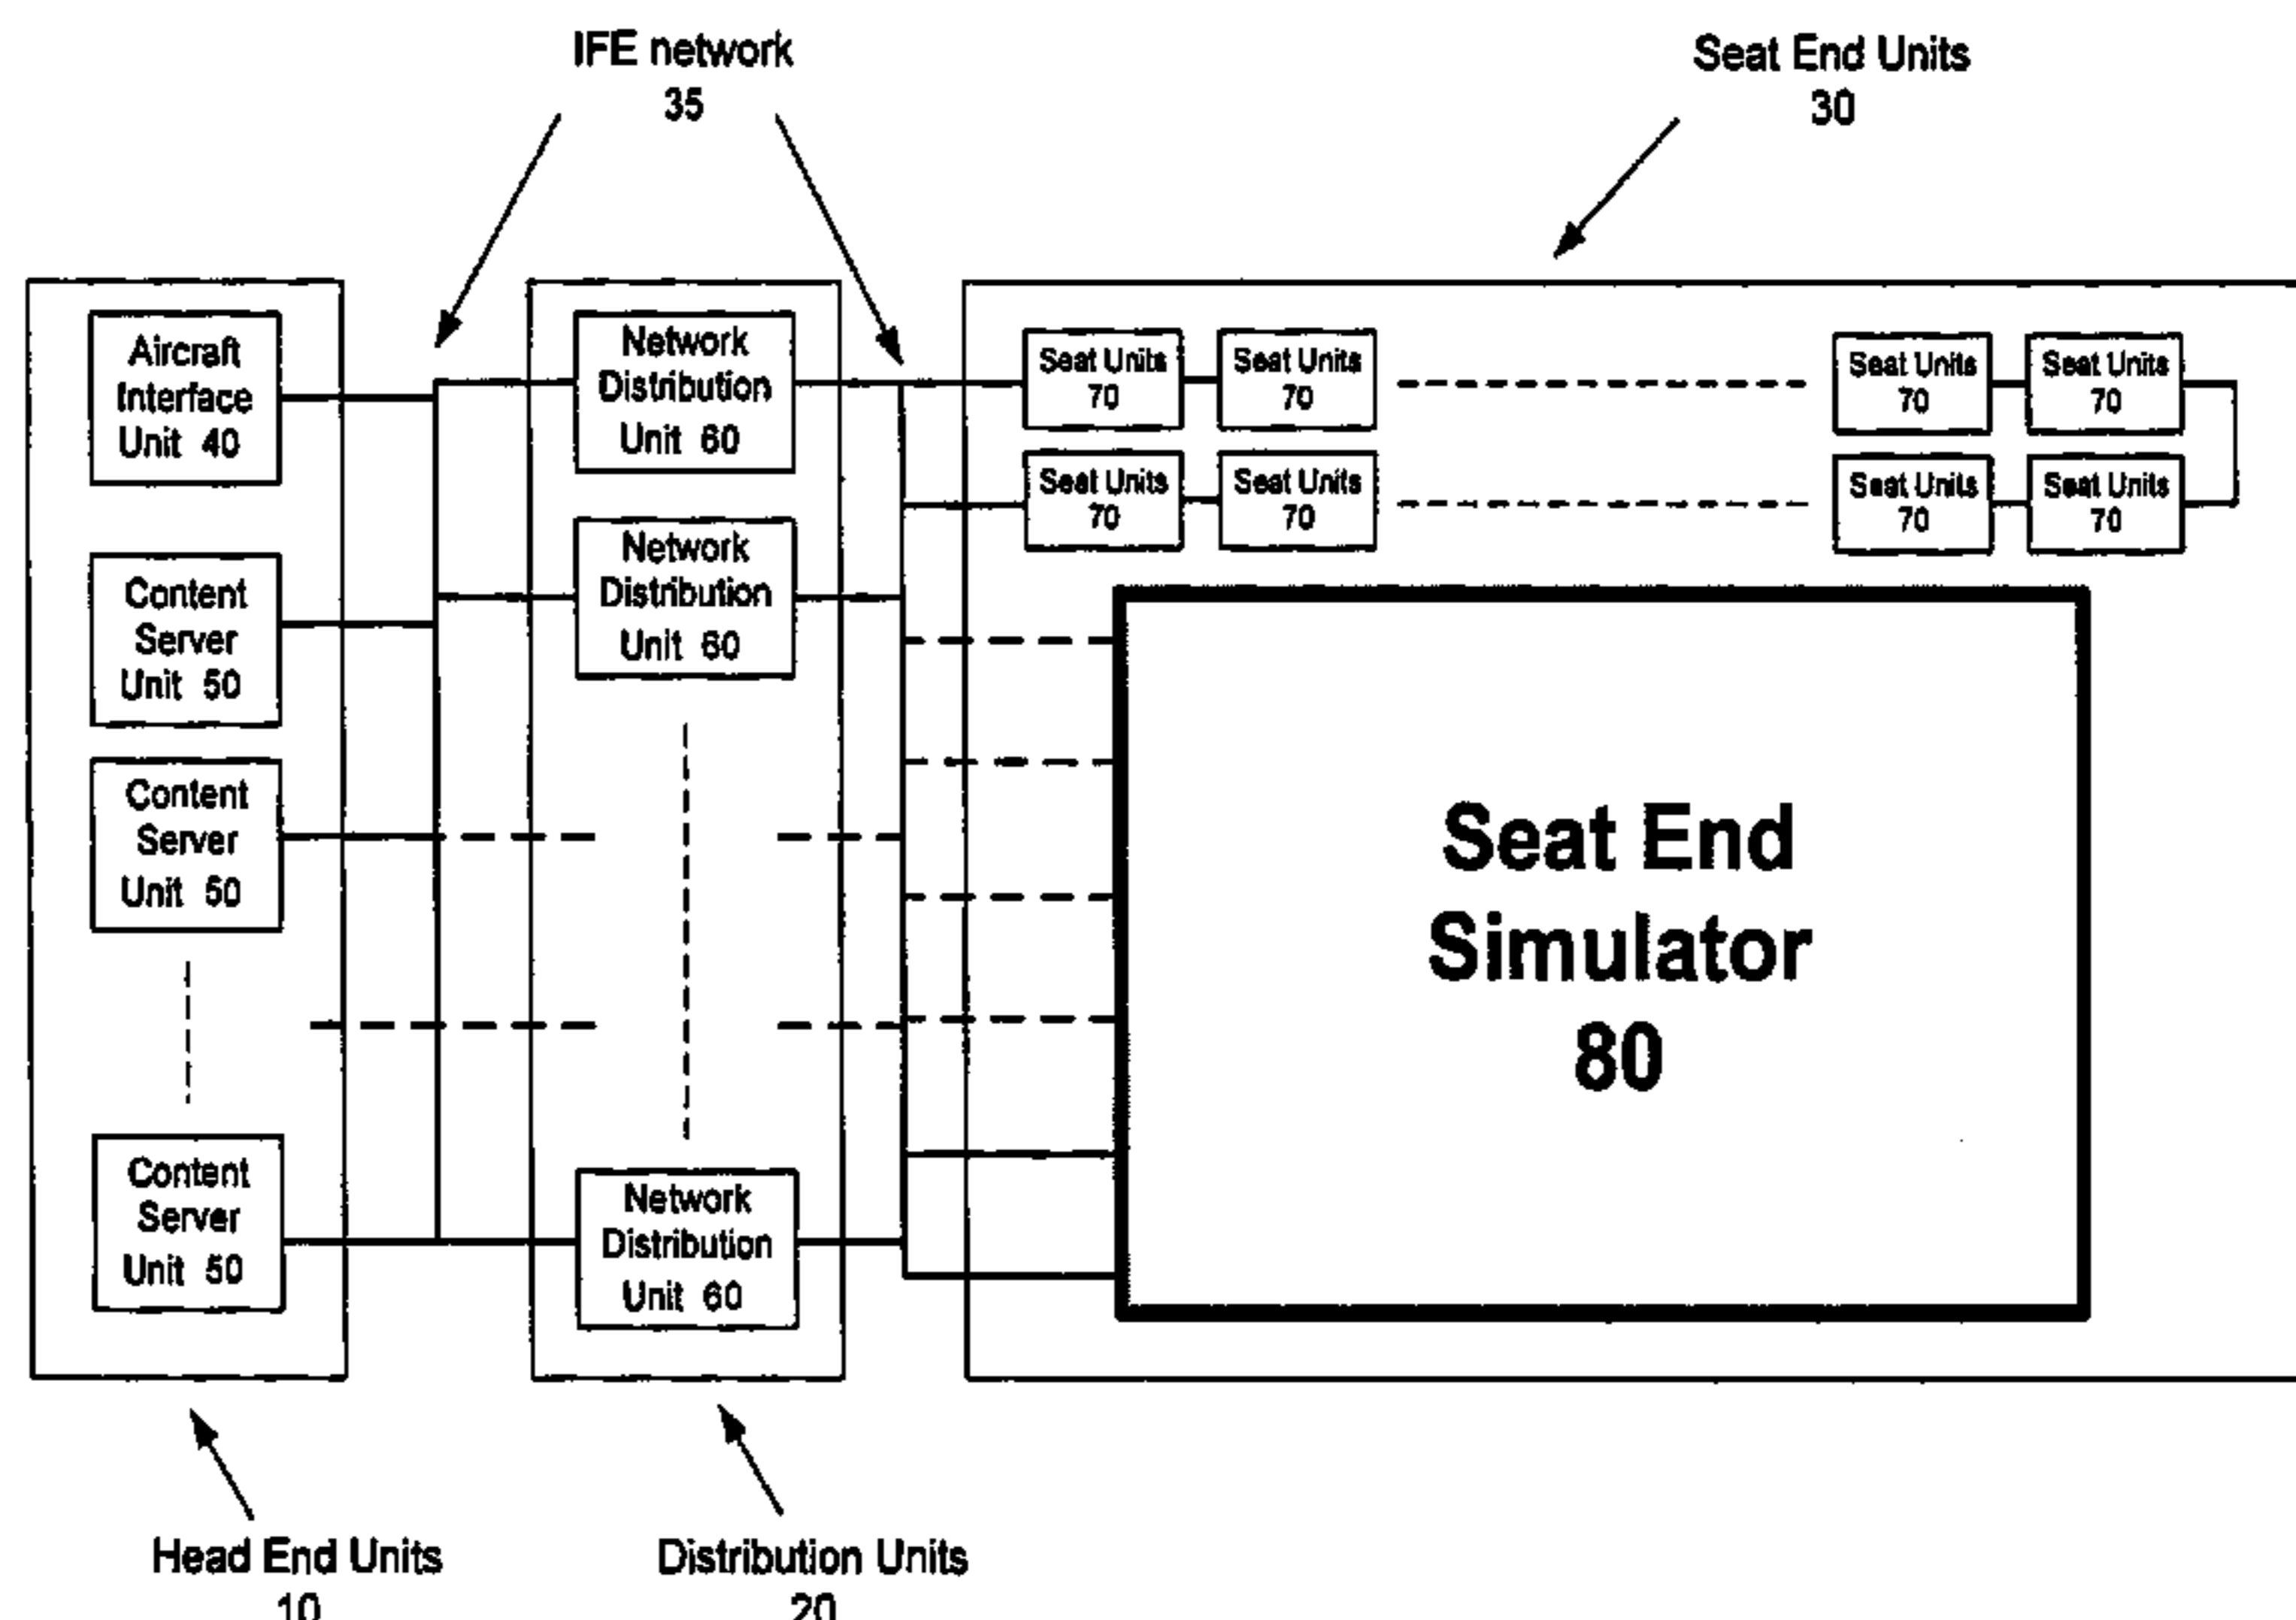 IFE network
35
Seat End Units
30
Aircraft
Interface
Unit 40
Content
Server
Unit 50
Content
Server
Unit 50
Content
Server
Unit 50
Network
Distribution
Unit 60
Network
Distribution
Unit 60
Network
Distribution
Unit 60
Seat Units
70
Seat Units
70
Seat Units
70
Seat Units
70
Seat Units
70
Seat Units
70
Seat Units
70
Seat Units
70
Seat End
Simulator
80
Head End Units
10
Distribution Units
20